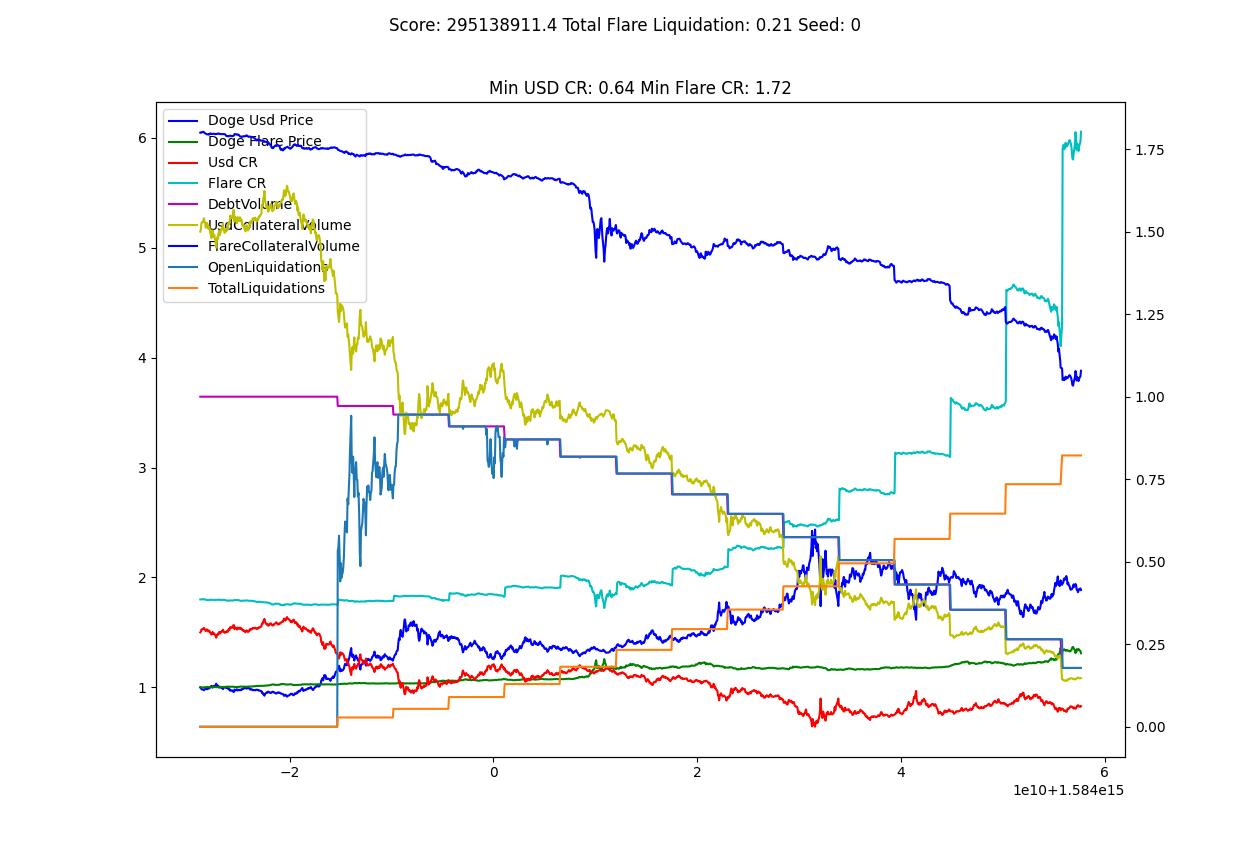 Score: 295138911.4 Total Flare Liquidation: 0.21 Seed: 0
Min USD CR: 0.64 Min Flare CR: 1.72
Doge Usd Price
Doge Flare Price
Usd CR
Flare CR
DebtVolume
UsdCollateralVolume
FlareCollateralVolume
OpenLiquidations
TotalLiquidations
6
5
4
3
2
1
1.75
1.50
1.25
1.00
0.75
0.50
0.25
0.00
−2 0 2 4 6
1e10+1.584e15